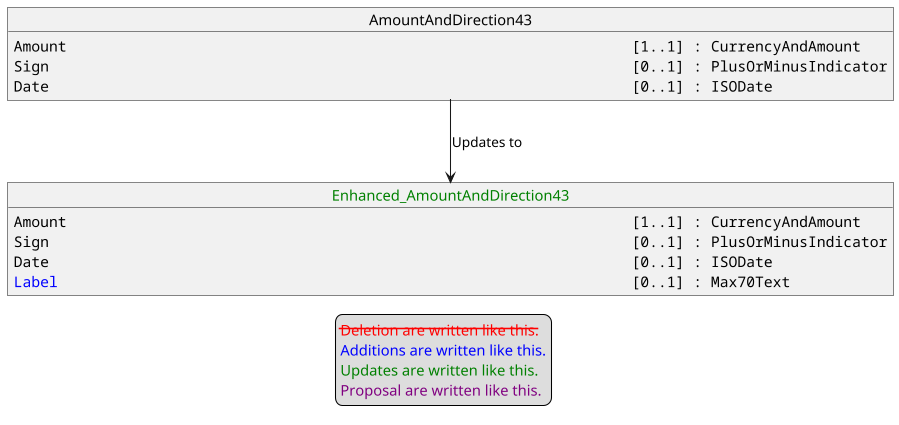 AmountAndDirection43
Amount [1..1] : CurrencyAndAmount
Sign [0..1] : PlusOrMinusIndicator
Date [0..1] : ISODate
Updates to
Enhanced_AmountAndDirection43
Amount [1..1] : CurrencyAndAmount
Sign [0..1] : PlusOrMinusIndicator
Date [0..1] : ISODate
Label [0..1] : Max70Text
Deletion are written like this.
Additions are written like this.
Updates are written like this.
Proposal are written like this.